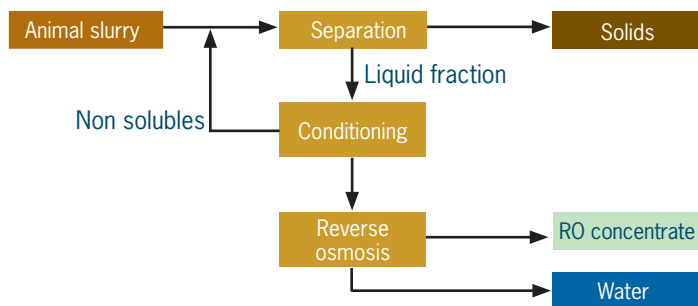 Animal slurry
Separation
Solids
Liquid fraction
Non solubles
Conditioning
Reverse
osmosis
RO concentrate
Water